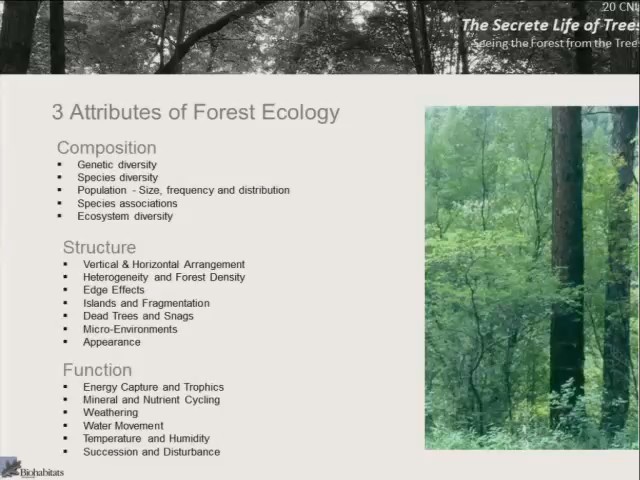 20 CNU
The Secrete Life of Trees
Seeing the Forest from the Tree
3 Attributes of Forest Ecology
Composition
▪ Genetic diversity
▪ Species diversity
▪ Population - Size, frequency and distribution
▪ Species associations
▪ Ecosystem diversity
Structure
▪ Vertical & Horizontal Arrangement
▪ Heterogeneity and Forest Density
▪ Edge Effects
▪ Islands and Fragmentation
▪ Dead Trees and Snags
▪ Micro-Environments
▪ Appearance
Function
▪ Energy Capture and Trophics
▪ Mineral and Nutrient Cycling
▪ Weathering
▪ Water Movement
▪ Temperature and Humidity
▪ Succession and Disturbance
Biohabitats